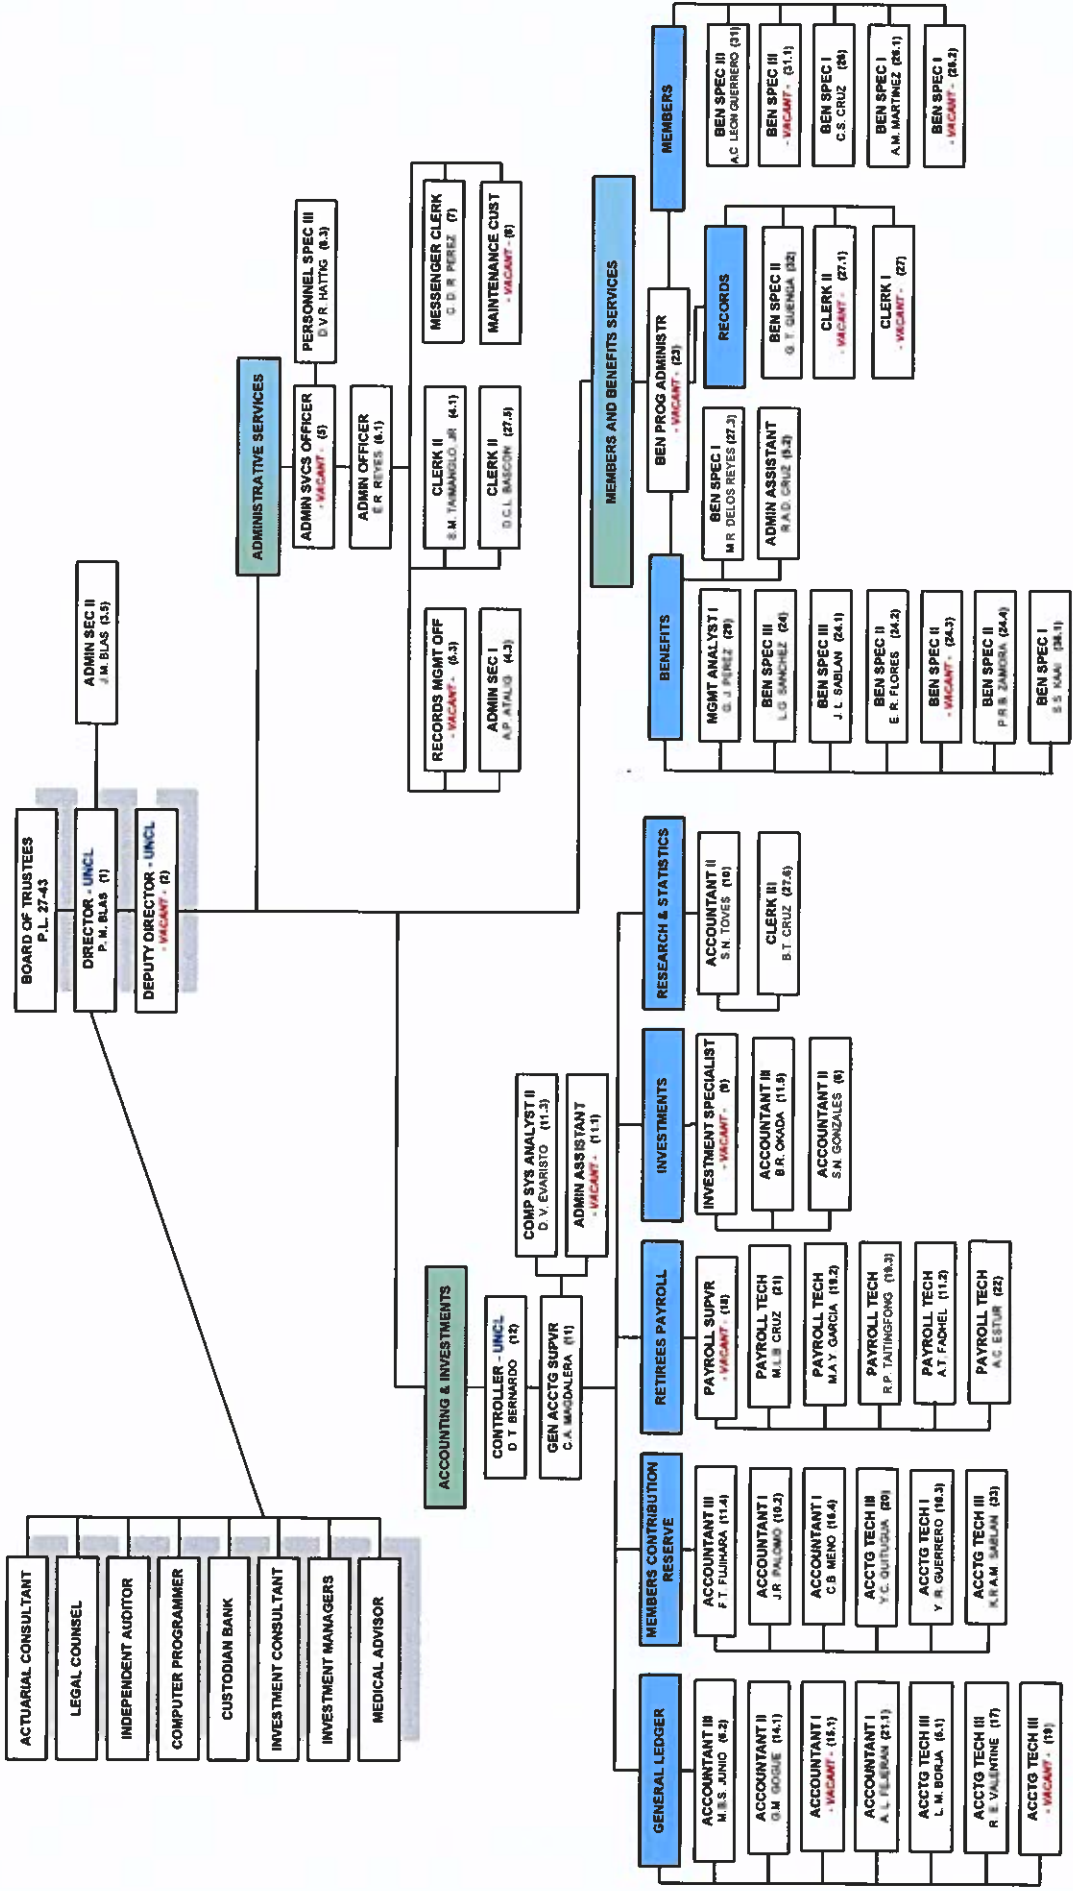 BOARD OF TRUSTEES
P.L. 27-43
DIRECTOR - UNCL
P. M. BLAS (1)
DEPUTY DIRECTOR - UNCL
- VACANT - (2)
ADMIN SEC II
J.M. BLAS (3.5)
ACTUARIAL CONSULTANT
LEGAL COUNSEL
INDEPENDENT AUDITOR
COMPUTER PROGRAMMER
CUSTODIAN BANK
INVESTMENT CONSULTANT
INVESTMENT MANAGERS
MEDICAL ADVISOR
ADMINISTRATIVE SERVICES
ADMIN SVCS OFFICER
- VACANT - (5)
PERSONNEL SPEC III
D.V.R. HATTIG (8.3)
ADMIN OFFICER
E.R. REYES (6.1)
RECORDS MGMT OFF
- VACANT - (5.3)
ADMIN SEC I
A.P. ATALIG (4.3)
CLERK II
S.M. TAIMANGLO, JR (4.1)
CLERK II
D.C.L. BASCON (27.5)
MESSENGER CLERK
C.D.R. PEREZ (7)
MAINTENANCE CUST
- VACANT - (8)
ACCOUNTING & INVESTMENTS
CONTROLLER - UNCL
D T BERNARDO (12)
GEN ACCTG SUPVR
C.A. MAGDALERA (11)
COMP SYS ANALYST II
D. V. EVARISTO (11.3)
ADMIN ASSISTANT
- VACANT - (11.1)
GENERAL LEDGER
ACCOUNTANT III
M.B.S. JUNIO (6.2)
ACCOUNTANT II
G.M GOGUE (14.1)
ACCOUNTANT I
- VACANT - (15.1)
ACCOUNTANT I
A. L. FEJERAN (21.1)
ACCTG TECH III
L. M. BORJA (5.1)
ACCTG TECH III
R. E. VALENTINE (17)
ACCTG TECH III
- VACANT - (19)
MEMBERS CONTRIBUTION
RESERVE
ACCOUNTANT III
F.T. FUJIHARA (11.4)
ACCOUNTANT I
J.R. PALOMO (10.2)
ACCOUNTANT I
C.B. MENO (16.4)
ACCTG TECH III
Y.C. QUITUGUA (20)
ACCTG TECH I
Y. R. GUERRERO (18.3)
ACCTG TECH III
K.R.A.M. SABLAN (33)
RETIREES PAYROLL
PAYROLL SUPVR
- VACANT - (18)
PAYROLL TECH
M.L.B. CRUZ (21)
PAYROLL TECH
M.A.Y. GARCIA (19.2)
PAYROLL TECH
R.P. TAITINGFONG (19.3)
PAYROLL TECH
A.T. FACHEL (11.2)
PAYROLL TECH
A.C. ESTUR (22)
INVESTMENTS
INVESTMENT SPECIALIST
- VACANT - (9)
ACCOUNTANT III
B.R. OKADA (11.5)
ACCOUNTANT II
S.N. GONZALES (6)
RESEARCH & STATISTICS
ACCOUNTANT II
S.N. TOVES (10)
CLERK III
B.T. CRUZ (27.6)
MEMBERS AND BENEFITS SERVICES
BEN PROG ADMINISTR
- VACANT - (23)
BENEFITS
BEN SPEC I
M.R. DELOS REYES (27.3)
ADMIN ASSISTANT
R.A.D. CRUZ (5.2)
MGMT ANALYST I
G. J. PEREZ (29)
BEN SPEC III
L.G. SANCHEZ (24)
BEN SPEC III
J. L. SABLAN (24.1)
BEN SPEC II
E. R. FLORES (24.2)
BEN SPEC II
- VACANT - (24.3)
BEN SPEC II
P.R.B. ZAMORA (24.4)
BEN SPEC I
S.S. KAAI
RECORDS
BEN SPEC II
G. T. QUENGA (32)
CLERK II
- VACANT - (27.1)
CLERK I
- VACANT - (27)
MEMBERS
BEN SPEC III
A.C. LEON GUERRERO (31)
BEN SPEC III
- VACANT - (31.1)
BEN SPEC I
C.S. CRUZ (26)
BEN SPEC I
A.M. MARTINEZ (26.1)
BEN SPEC I
- VACANT - (26.2)